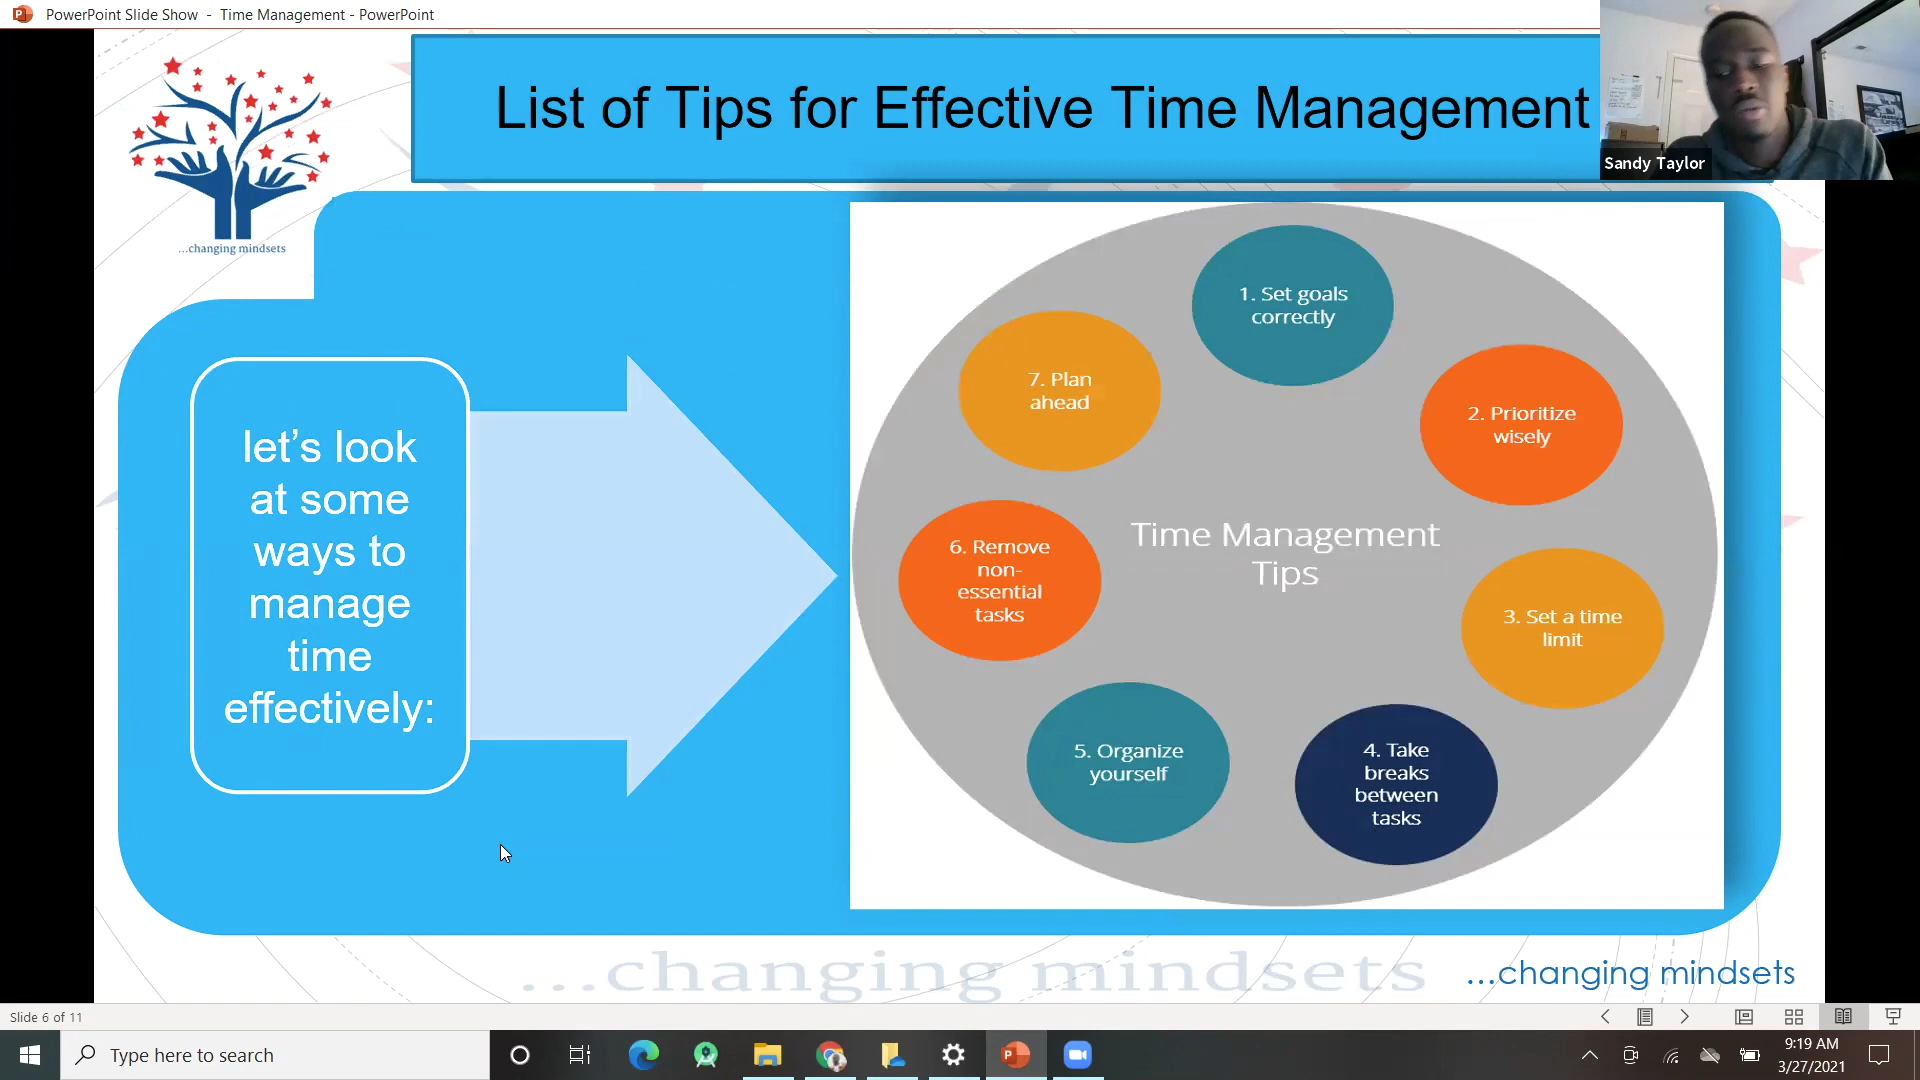 PowerPoint Slide Show - Time Management - PowerPoint
List of Tips for Effective Time Management
Sandy Taylor
...changing mindsets
let's look
at some
ways to
manage
time
effectively:
Time Management
Tips
1. Set goals
correctly
2. Prioritize
wisely
3. Set a time
limit
4. Take
breaks
between
tasks
5. Organize
yourself
6. Remove
non-
essential
tasks
7. Plan
ahead
...changing mindsets
...changing mindsets
Slide 6 of 11
Type here to search
9:19 AM
3/27/2021